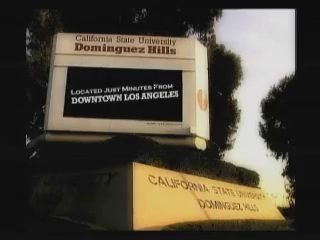 California State University
Dominguez Hills
LOCATED JUST MINUTES FROM
DOWNTOWN LOS ANGELES
CALIFORNIA STATE UNIVERSITY
DOMINGUEZ HILLS